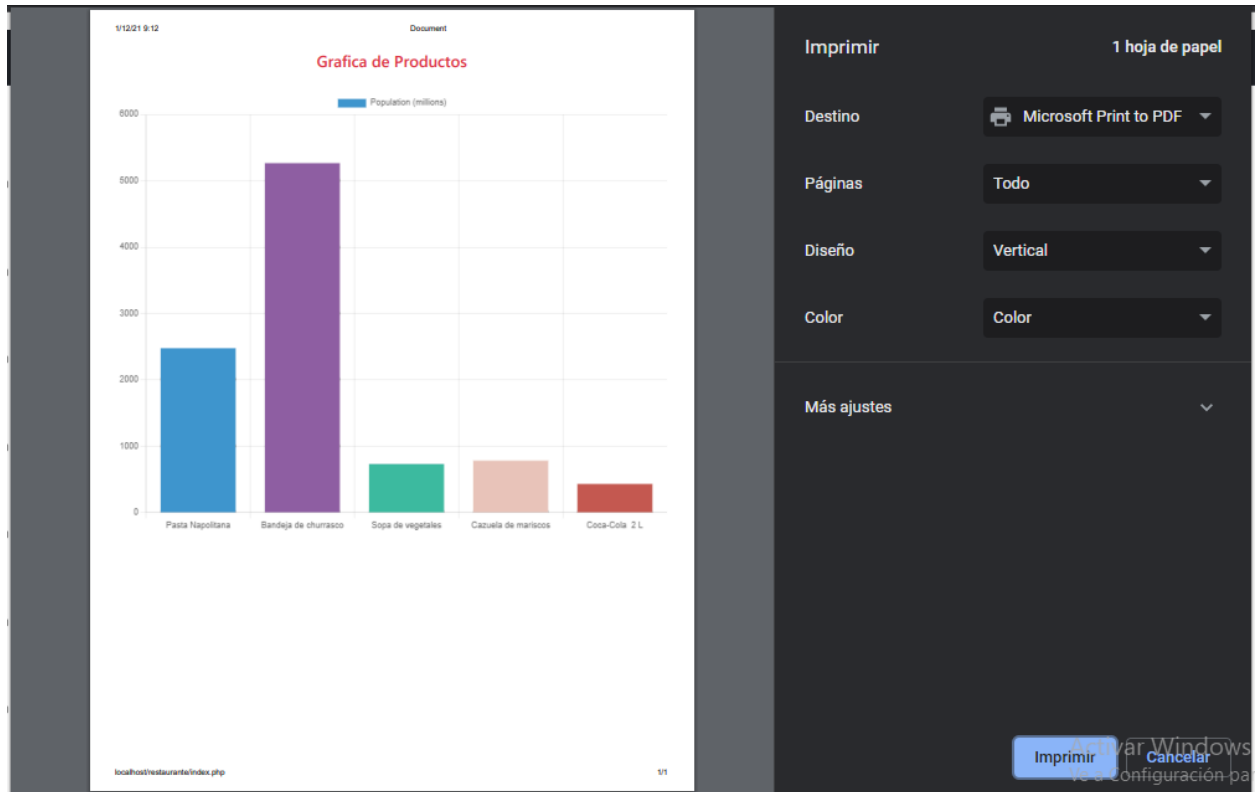 1/12/21 9:12
Document
Grafica de Productos
Population (millions)
6000
5000
4000
3000
2000
1000
0
Pasta Napolitana
Bandeja de churrasco
Sopa de vegetales
Cazuela de mariscos
Coca-Cola 2 L
localhost/restaurante/index.php
1/1
Imprimir
1 hoja de papel
Destino
Microsoft Print to PDF
Páginas
Todo
Diseño
Vertical
Color
Color
Más ajustes
Imprimir
Cancelar
Activar Windows
Ve a Configuración pa